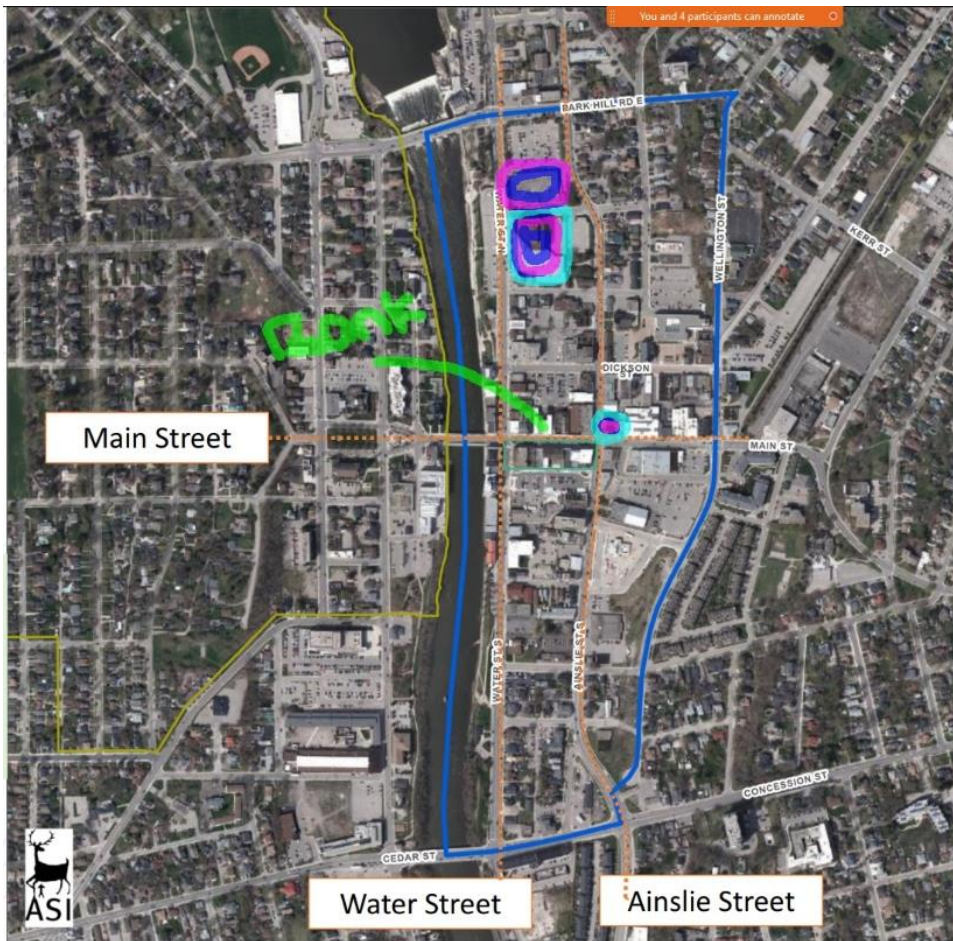 You and 4 participants can annotate
PARK HILL RD E
WATER ST N
KERR ST
WELLINGTON ST
Bank
DICKSON
ST
Main Street
MAIN ST
WATER ST S
AINSLIE ST S
CONCESSION ST
CEDAR ST
ASI
Water Street
Ainslie Street